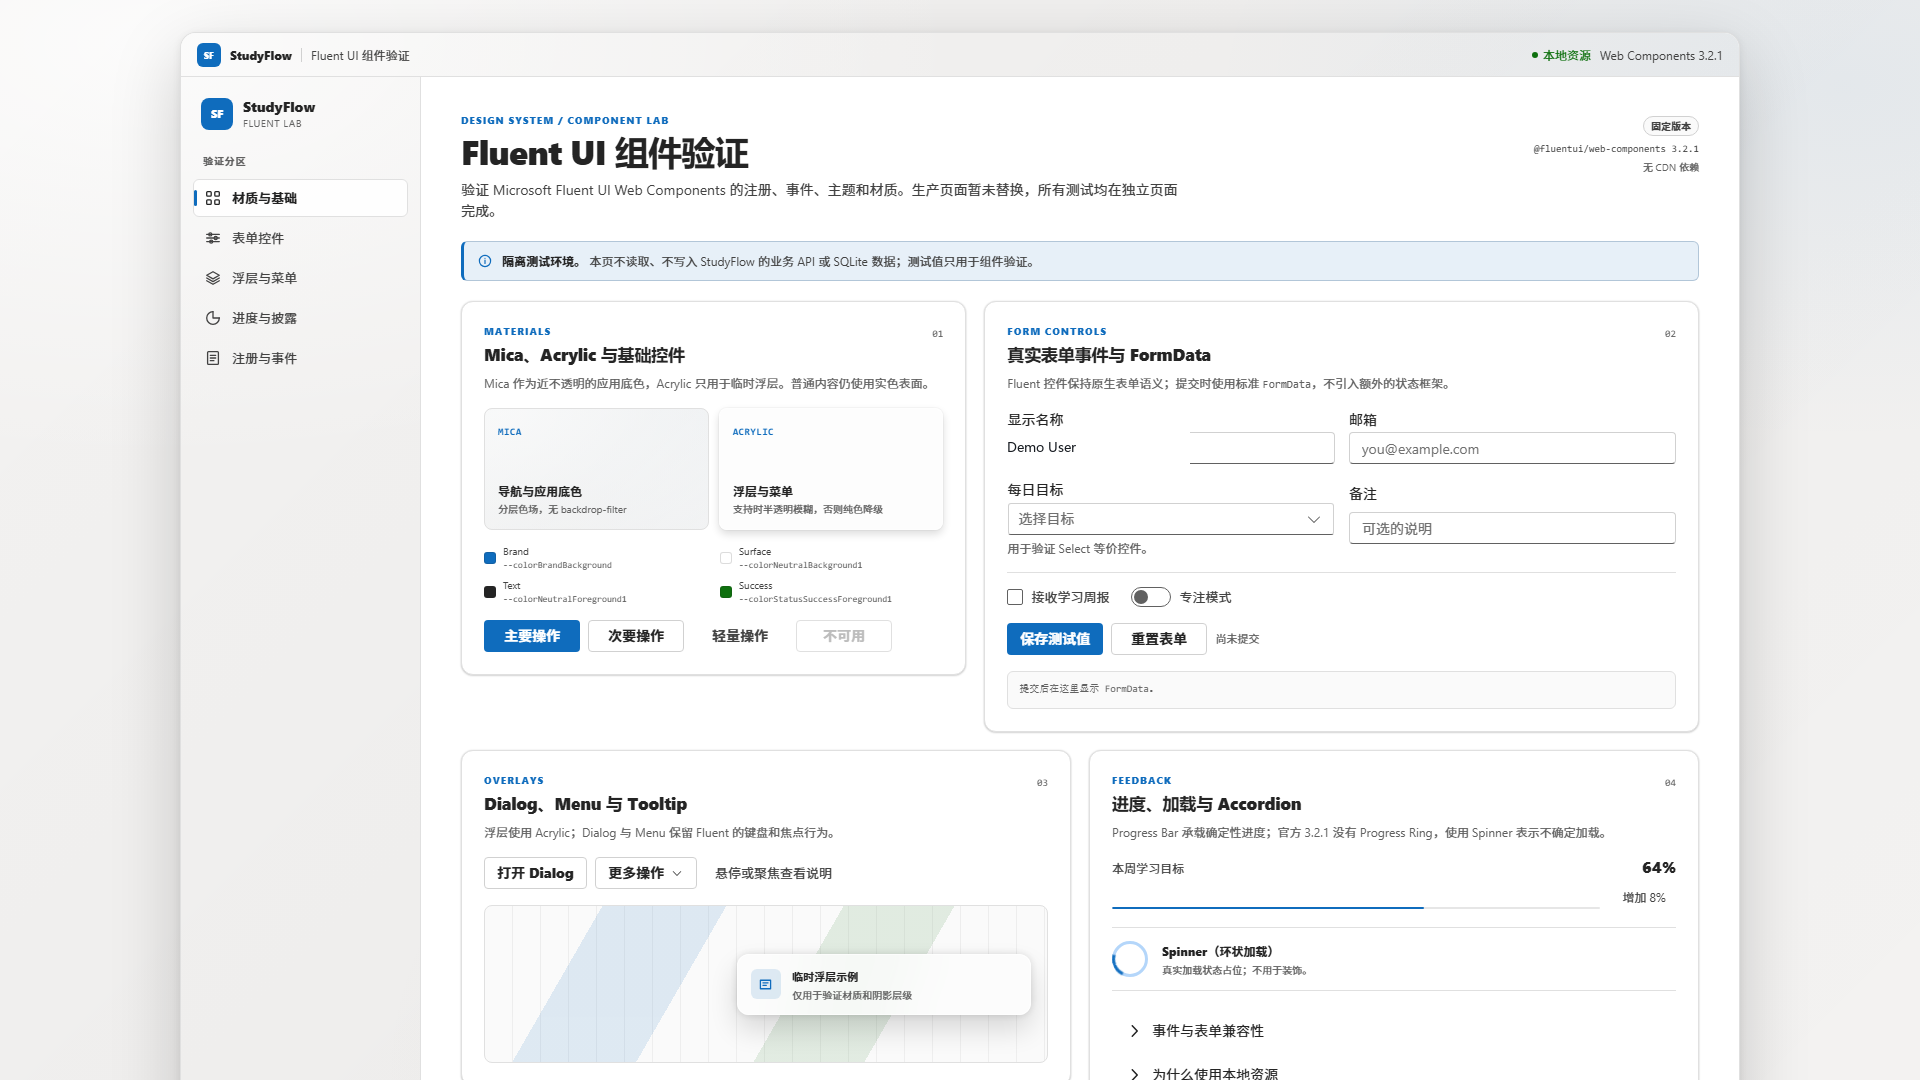 SF StudyFlow Fluent UI 组件验证
本地资源 Web Components 3.2.1
SF StudyFlow
FLUENT LAB
验证分区
材质与基础
表单控件
浮层与菜单
进度与披露
注册与事件
DESIGN SYSTEM / COMPONENT LAB
Fluent UI 组件验证
验证 Microsoft Fluent UI Web Components 的注册、事件、主题和材质。生产页面暂未替换，所有测试均在独立页面
完成。
固定版本
@fluentui/web-components 3.2.1
无 CDN 依赖
隔离测试环境。 本页不读取、不写入 StudyFlow 的业务 API 或 SQLite 数据；测试值只用于组件验证。
MATERIALS
01
Mica、Acrylic 与基础控件
Mica 作为近不透明的应用底色，Acrylic 只用于临时浮层。普通内容仍使用实色表面。
MICA
导航与应用底色
分层色场，无 backdrop-filter
ACRYLIC
浮层与菜单
支持时半透明模糊，否则纯色降级
Brand
--colorBrandBackground
Surface
--colorNeutralBackground1
Text
--colorNeutralForeground1
Success
--colorStatusSuccessForeground1
主要操作 次要操作 轻量操作 不可用
FORM CONTROLS
02
真实表单事件与 FormData
Fluent 控件保持原生表单语义；提交时使用标准 FormData，不引入额外的状态框架。
显示名称
Demo User
邮箱
you@example.com
每日目标
选择目标
用于验证 Select 等价控件。
备注
可选的说明
接收学习周报 专注模式
保存测试值 重置表单 尚未提交
提交后在这里显示 FormData。
OVERLAYS
03
Dialog、Menu 与 Tooltip
浮层使用 Acrylic；Dialog 与 Menu 保留 Fluent 的键盘和焦点行为。
打开 Dialog 更多操作 悬停或聚焦查看说明
临时浮层示例
仅用于验证材质和阴影层级
FEEDBACK
04
进度、加载与 Accordion
Progress Bar 承载确定性进度；官方 3.2.1 没有 Progress Ring，使用 Spinner 表示不确定加载。
本周学习目标 64%
增加 8%
Spinner（环状加载）
真实加载状态占位；不用于装饰。
事件与表单兼容性
为什么使用本地资源